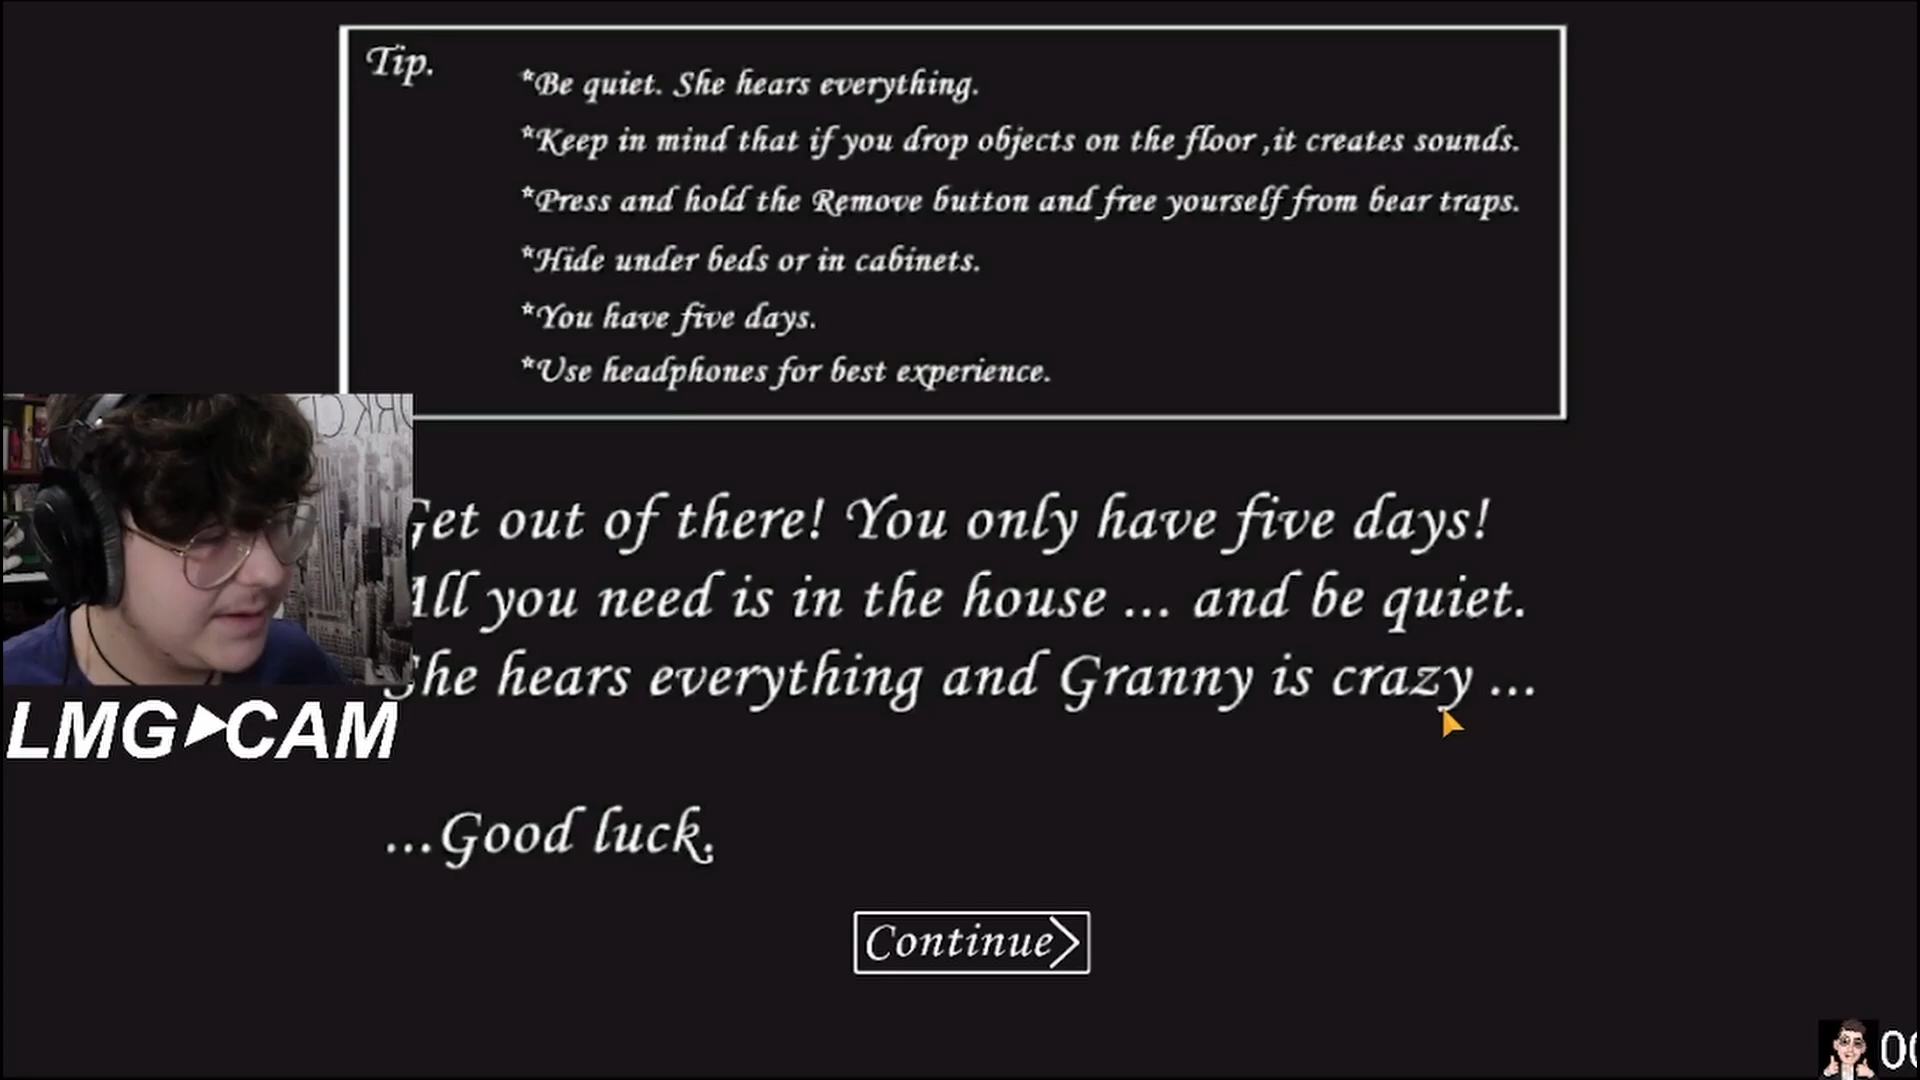 Tip.
*Be quiet. She hears everything.
*Keep in mind that if you drop objects on the floor ,it creates sounds.
*Press and hold the Remove button and free yourself from bear traps.
*Hide under beds or in cabinets.
*You have five days.
*Use headphones for best experience.
Get out of there! You only have five days!
All you need is in the house ... and be quiet.
She hears everything and Granny is crazy ...
LMG CAM
...Good luck.
Continue